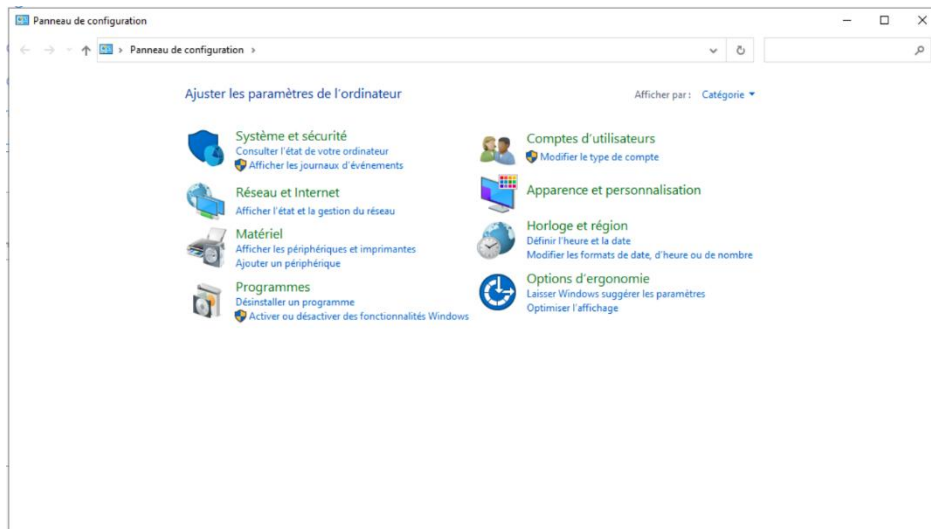 Panneau de configuration
Panneau de configuration
Ajuster les paramètres de l'ordinateur
Afficher par : Catégorie
Système et sécurité
Consulter l'état de votre ordinateur
Afficher les journaux d'événements
Réseau et Internet
Afficher l'état et la gestion du réseau
Matériel
Afficher les périphériques et imprimantes
Ajouter un périphérique
Programmes
Désinstaller un programme
Activer ou désactiver des fonctionnalités Windows
Comptes d'utilisateurs
Modifier le type de compte
Apparence et personnalisation
Horloge et région
Définir l'heure et la date
Modifier les formats de date, d'heure ou de nombre
Options d'ergonomie
Laisser Windows suggérer les paramètres
Optimiser l'affichage